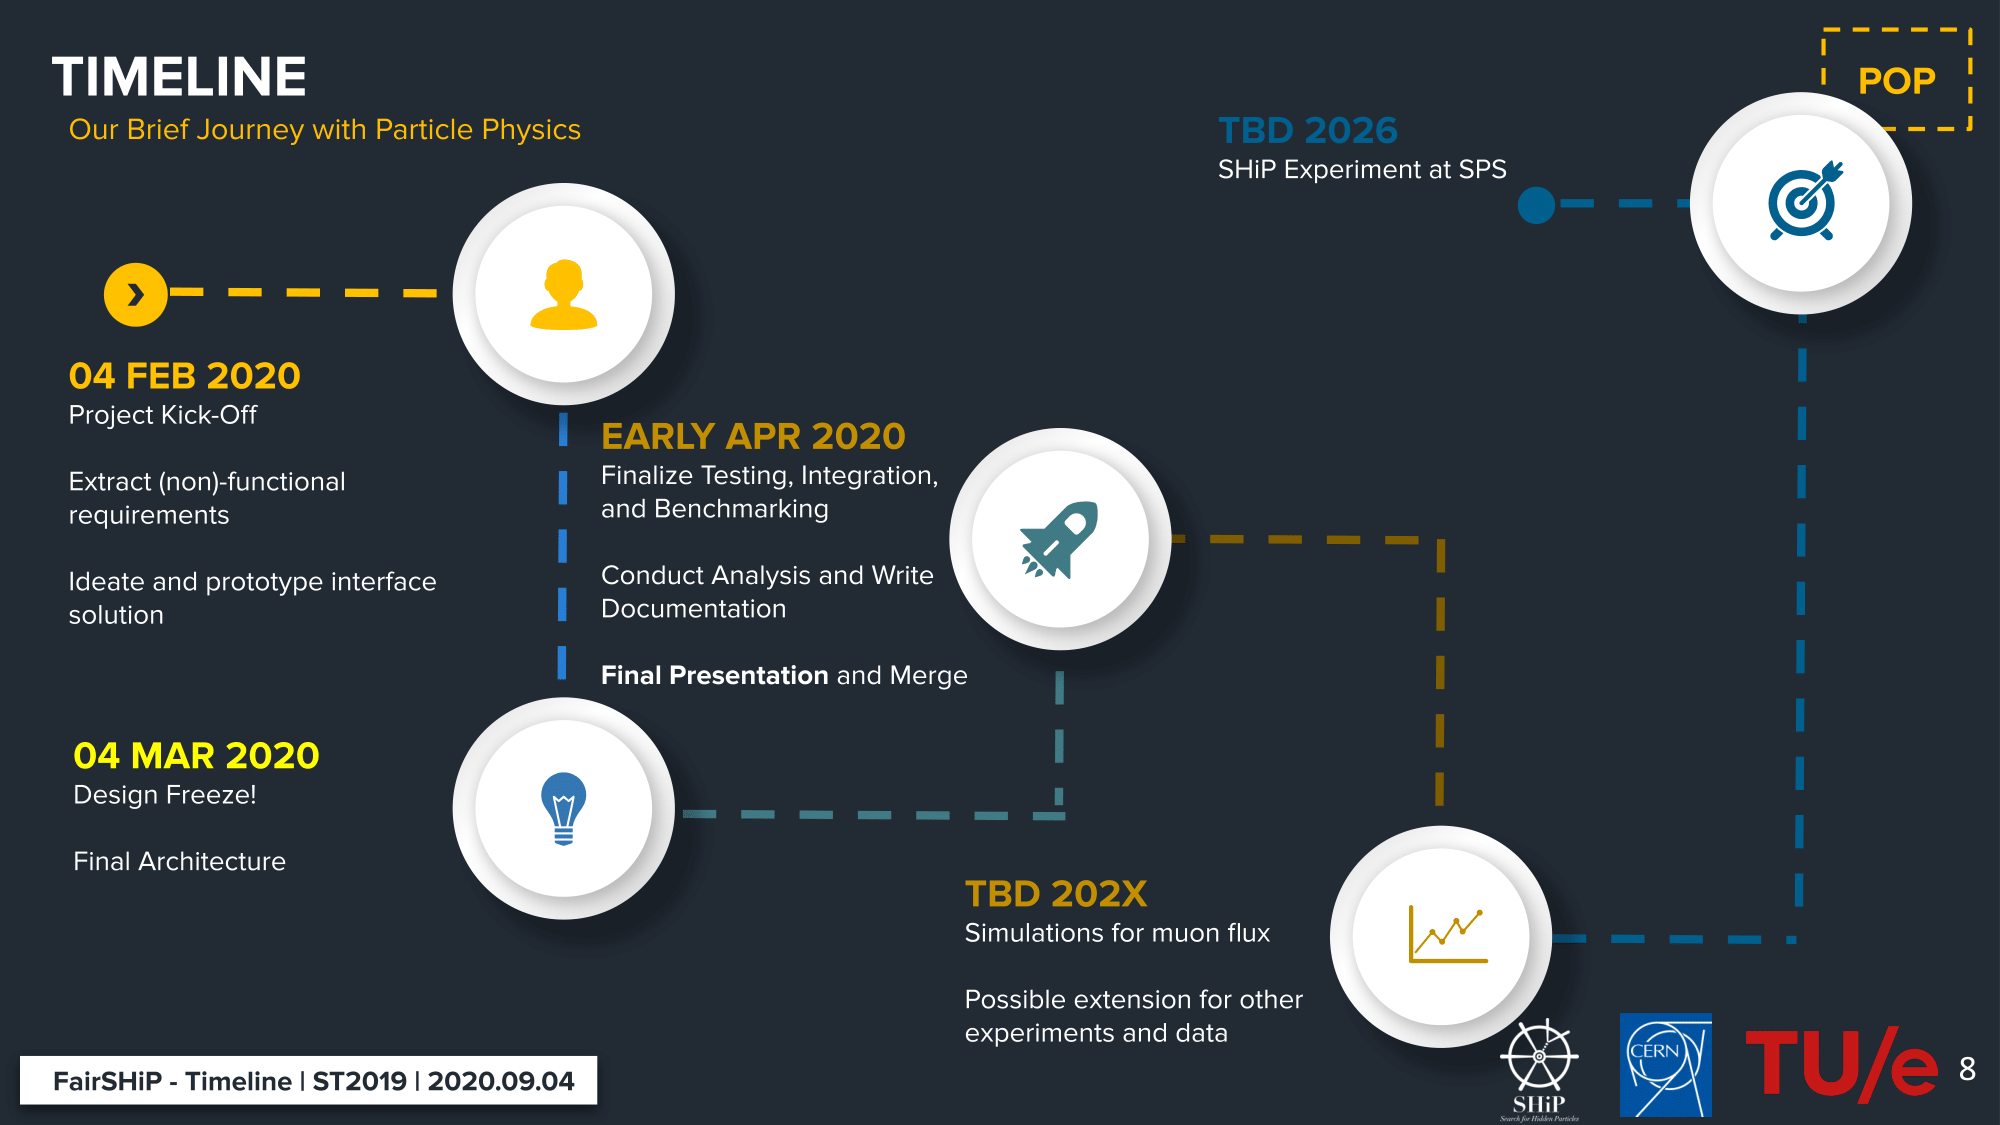 TIMELINE
Our Brief Journey with Particle Physics
POP
TBD 2026
SHiP Experiment at SPS
04 FEB 2020
Project Kick-Off
Extract (non)-functional
requirements
Ideate and prototype interface
solution
EARLY APR 2020
Finalize Testing, Integration,
and Benchmarking
Conduct Analysis and Write
Documentation
Final Presentation and Merge
04 MAR 2020
Design Freeze!
Final Architecture
TBD 202X
Simulations for muon flux
Possible extension for other
experiments and data
FairSHiP - Timeline | ST2019 | 2020.09.04
SHiP
Search for Hidden Particles
CERN
TU/e
8